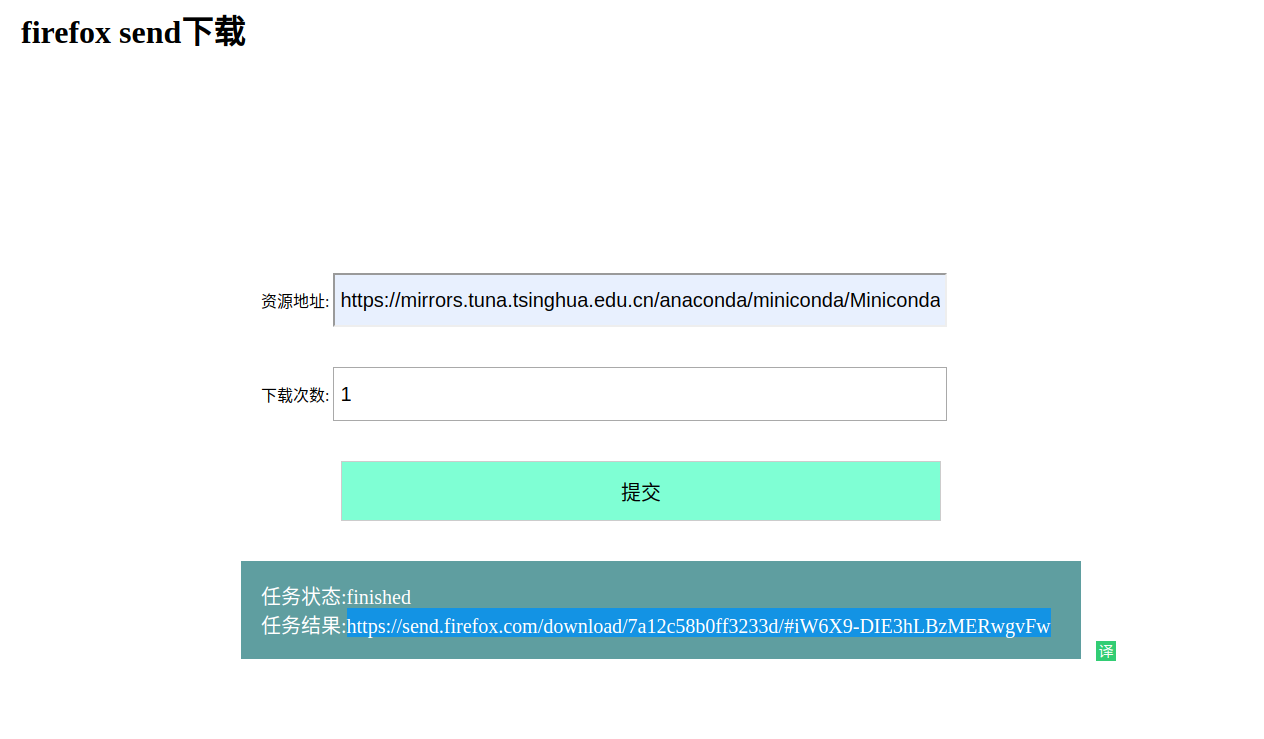 firefox send下载
资源地址: https://mirrors.tuna.tsinghua.edu.cn/anaconda/miniconda/Miniconda
下载次数: 1
提交
任务状态:finished
任务结果:https://send.firefox.com/download/7a12c58b0ff3233d/#iW6X9-DIE3hLBzMERwgvFw
译